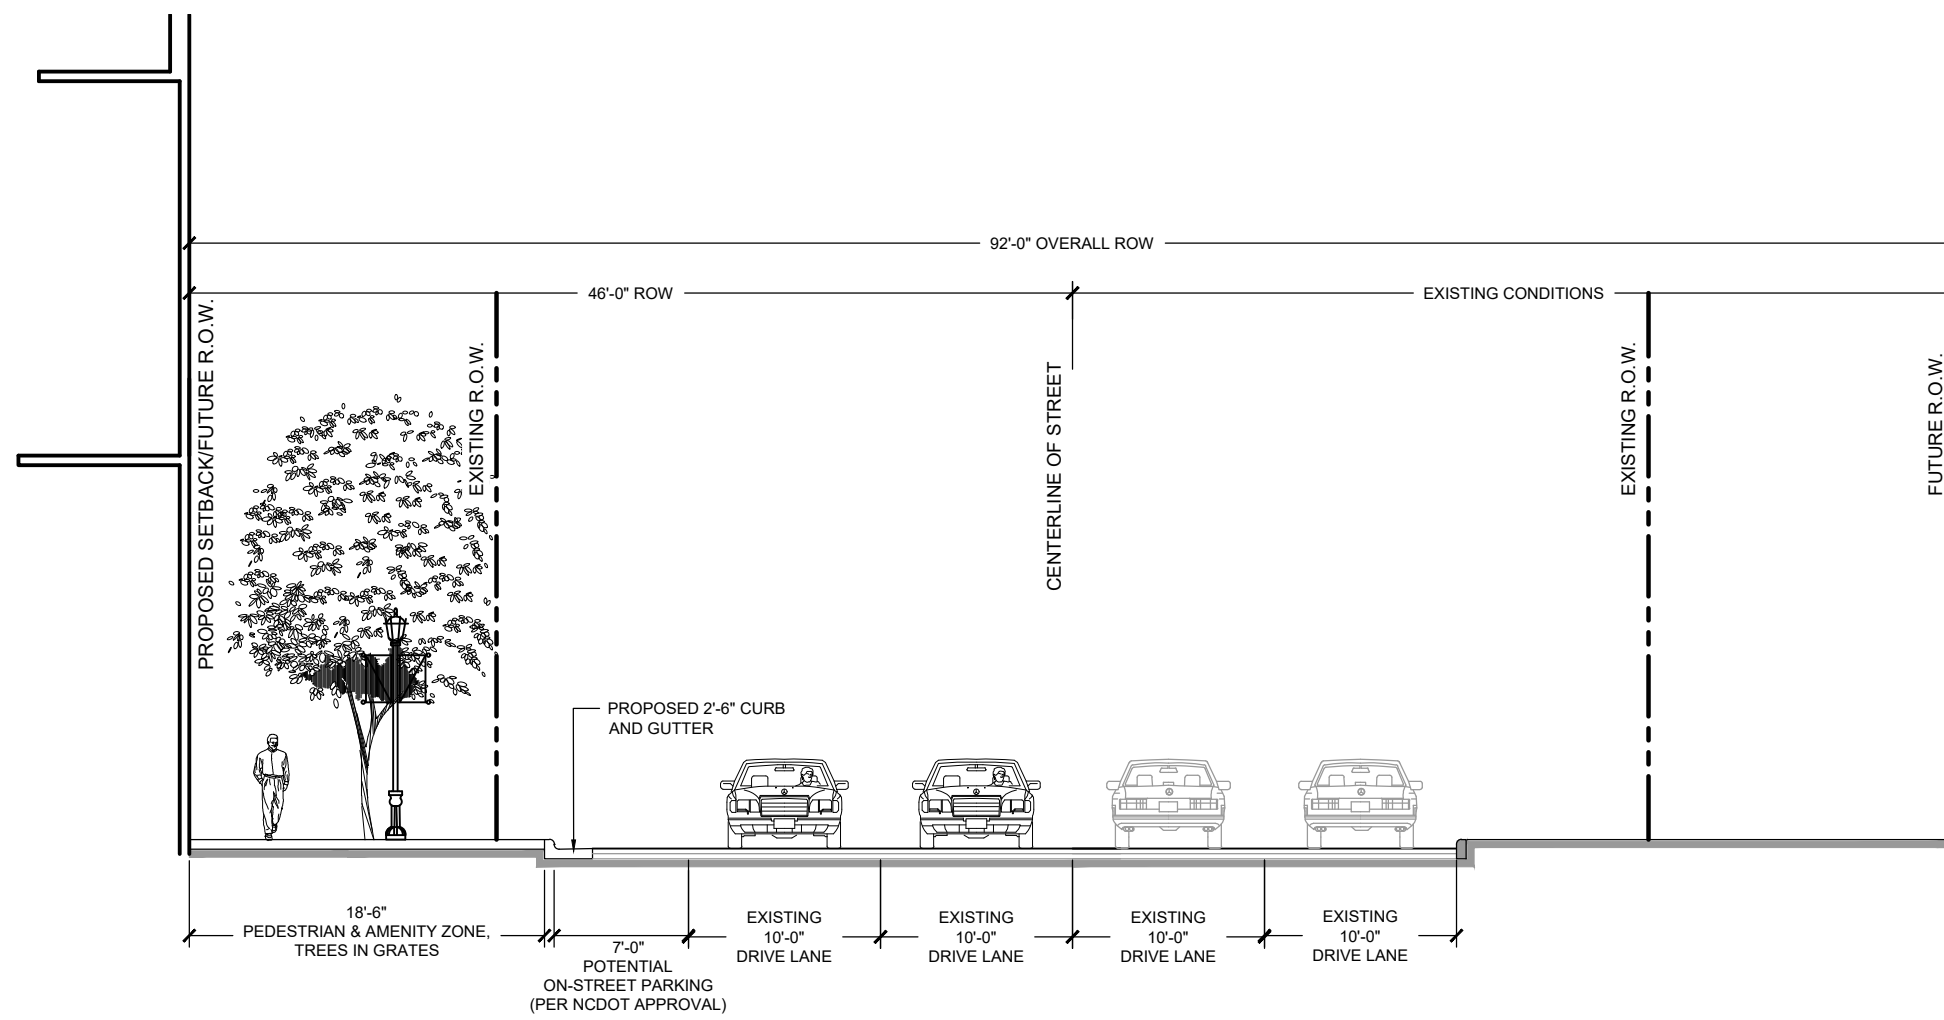 92'-0" OVERALL ROW
46'-0" ROW
EXISTING CONDITIONS
PROPOSED SETBACK/FUTURE R.O.W.
EXISTING R.O.W.
CENTERLINE OF STREET
EXISTING R.O.W.
FUTURE R.O.W.
PROPOSED 2'-6" CURB
AND GUTTER
18'-6"
PEDESTRIAN & AMENITY ZONE,
TREES IN GRATES
7'-0"
POTENTIAL
ON-STREET PARKING
(PER NCDOT APPROVAL)
EXISTING
10'-0"
DRIVE LANE
EXISTING
10'-0"
DRIVE LANE
EXISTING
10'-0"
DRIVE LANE
EXISTING
10'-0"
DRIVE LANE